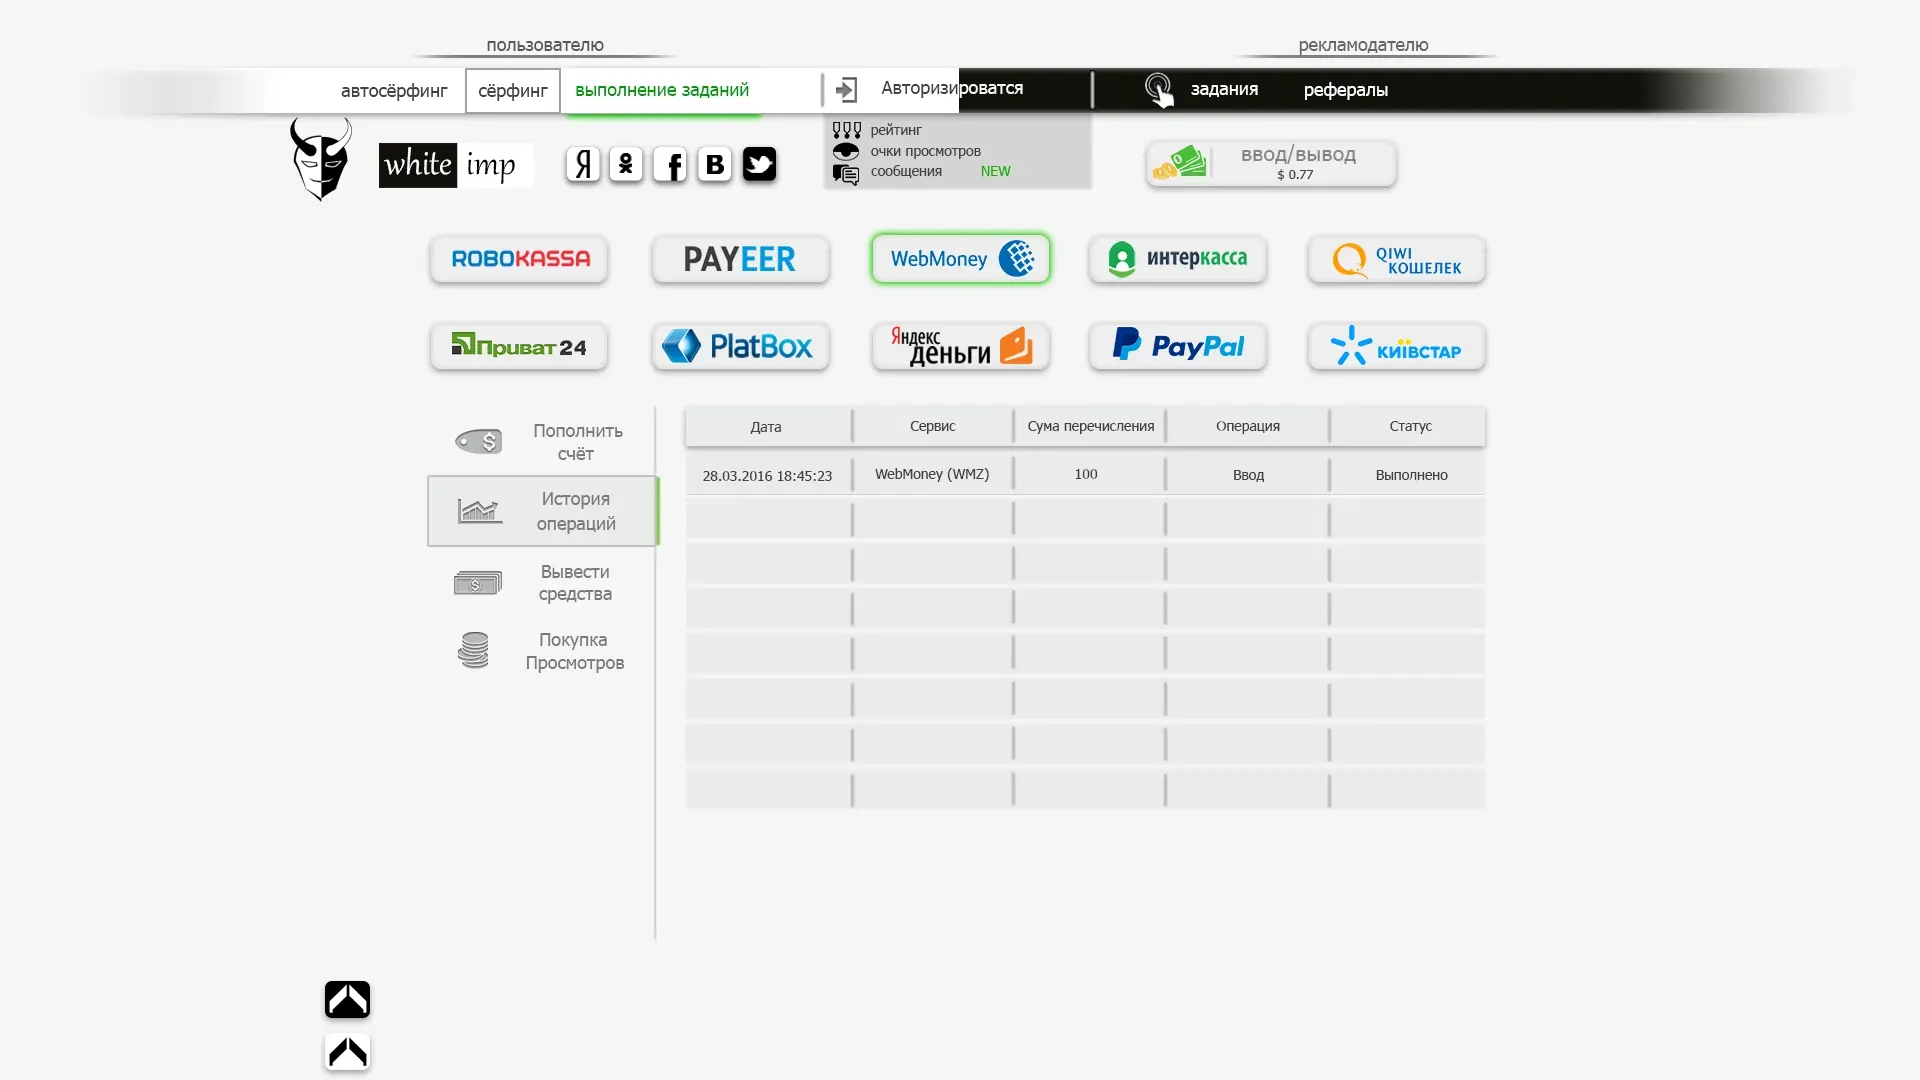 пользователю
рекламодателю
автосёрфинг
сёрфинг
выполнение заданий
Авторизироватся
задания
рефералы
рейтинг
очки просмотров
сообщения NEW
white imp
Я
f
B
ввод/вывод
$ 0.77
ROBOKASSA
PAYEER
WebMoney
интеркасса
QIWI
КОШЕЛЕК
Приват 24
PlatBox
Яндекс
деньги
PayPal
КИЇВСТАР
Пополнить
счёт
История
операций
Вывести
средства
Покупка
Просмотров
Дата Сервис Сума перечисления Операция Статус
28.03.2016 18:45:23 WebMoney (WMZ) 100 Ввод Выполнено